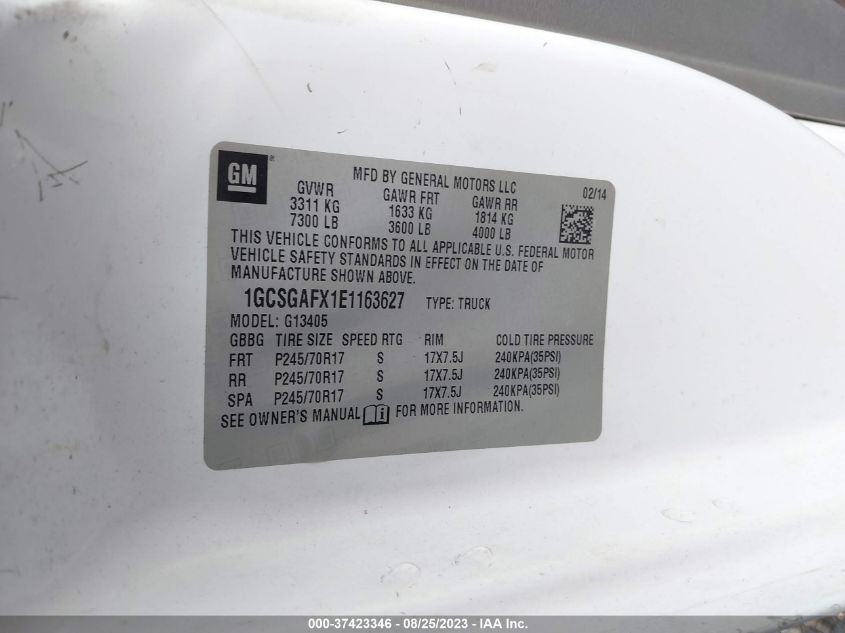 GM
MFD BY GENERAL MOTORS LLC
02/14
GVWR GAWR FRT GAWR RR
3311 KG 1633 KG 1814 KG
7300 LB 3600 LB 4000 LB
THIS VEHICLE CONFORMS TO ALL APPLICABLE U.S. FEDERAL MOTOR
VEHICLE SAFETY STANDARDS IN EFFECT ON THE DATE OF
MANUFACTURE SHOWN ABOVE.
1GCSGAFX1E1163627 TYPE: TRUCK
MODEL: G13405
GBBG TIRE SIZE SPEED RTG RIM COLD TIRE PRESSURE
FRT P245/70R17 S 17X7.5J 240KPA(35PSI)
RR P245/70R17 S 17X7.5J 240KPA(35PSI)
SPA P245/70R17 S 17X7.5J 240KPA(35PSI)
SEE OWNER'S MANUAL FOR MORE INFORMATION.
000-37423346 / 08/25/2023 - IAA Inc.